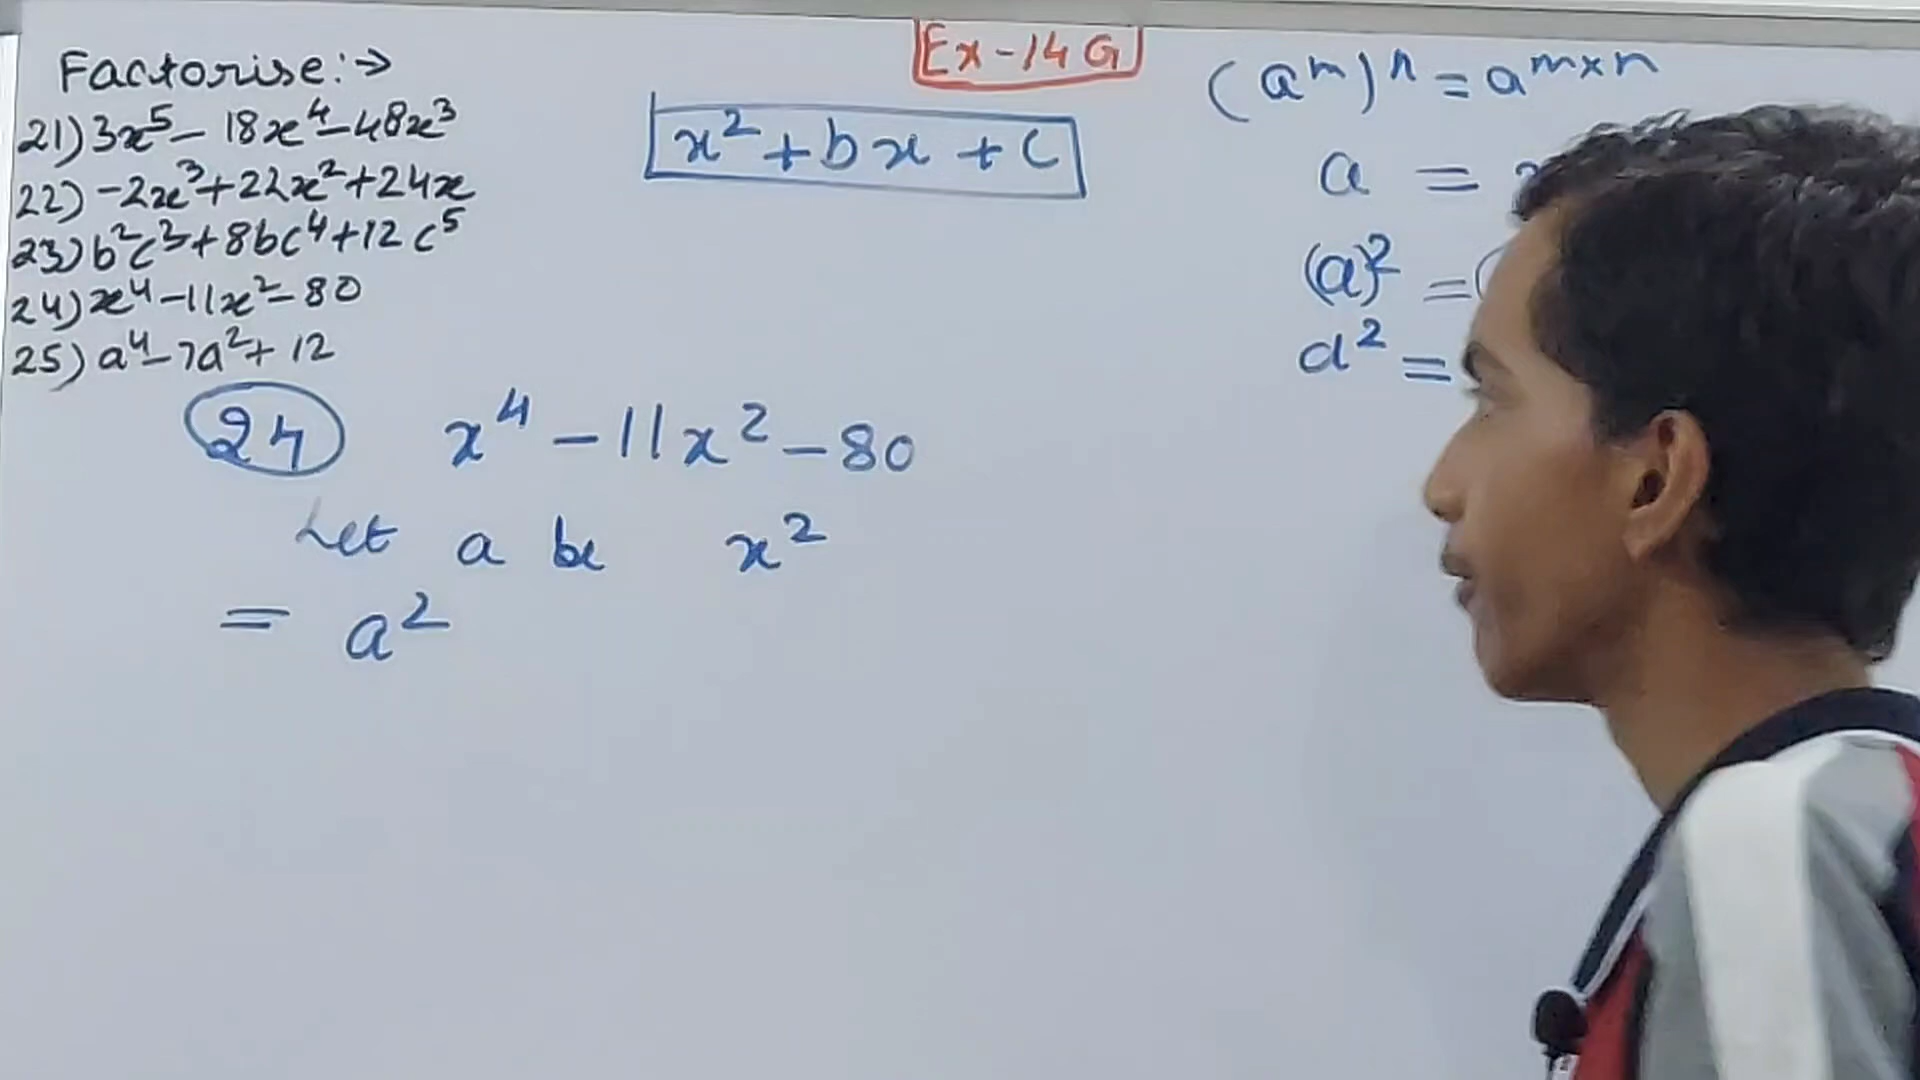 Factorise:→
21) 3x⁵ - 18x⁴ - 48x³
22) -2x³ + 22x² + 24x
23) b²c³ + 8bc⁴ + 12c⁵
24) x⁴ - 11x² - 80
25) a⁴ - 7a² + 12
Ex-14 G
x² + bx + c
(aᵐ)ⁿ = aᵐˣⁿ
a =
(a)² = (
a² =
24 x⁴ - 11x² - 80
Let a be x²
= a²